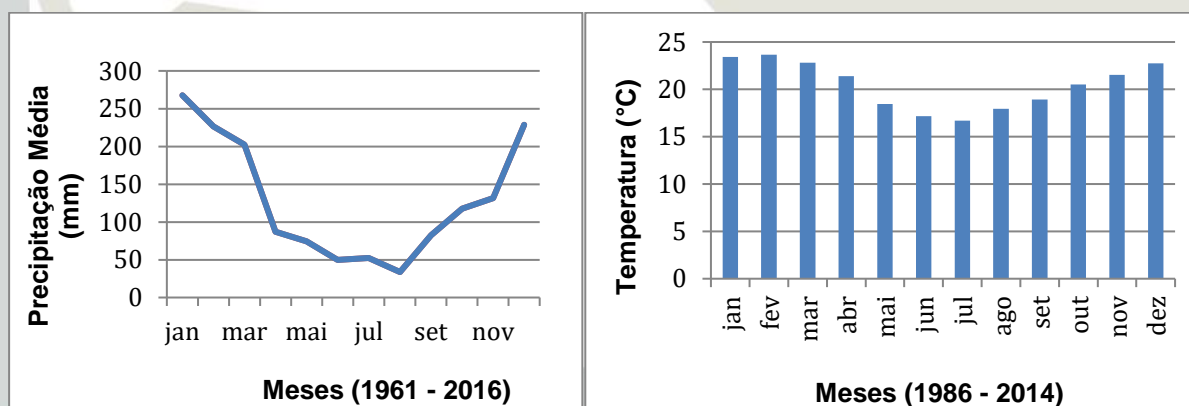 Precipitação Média
(mm)
300
250
200
150
100
50
0
jan mar mai jul set nov
Meses (1961 - 2016)
Temperatura (°C)
25
20
15
10
5
0
jan fev mar abr mai jun jul ago set out nov dez
Meses (1986 - 2014)